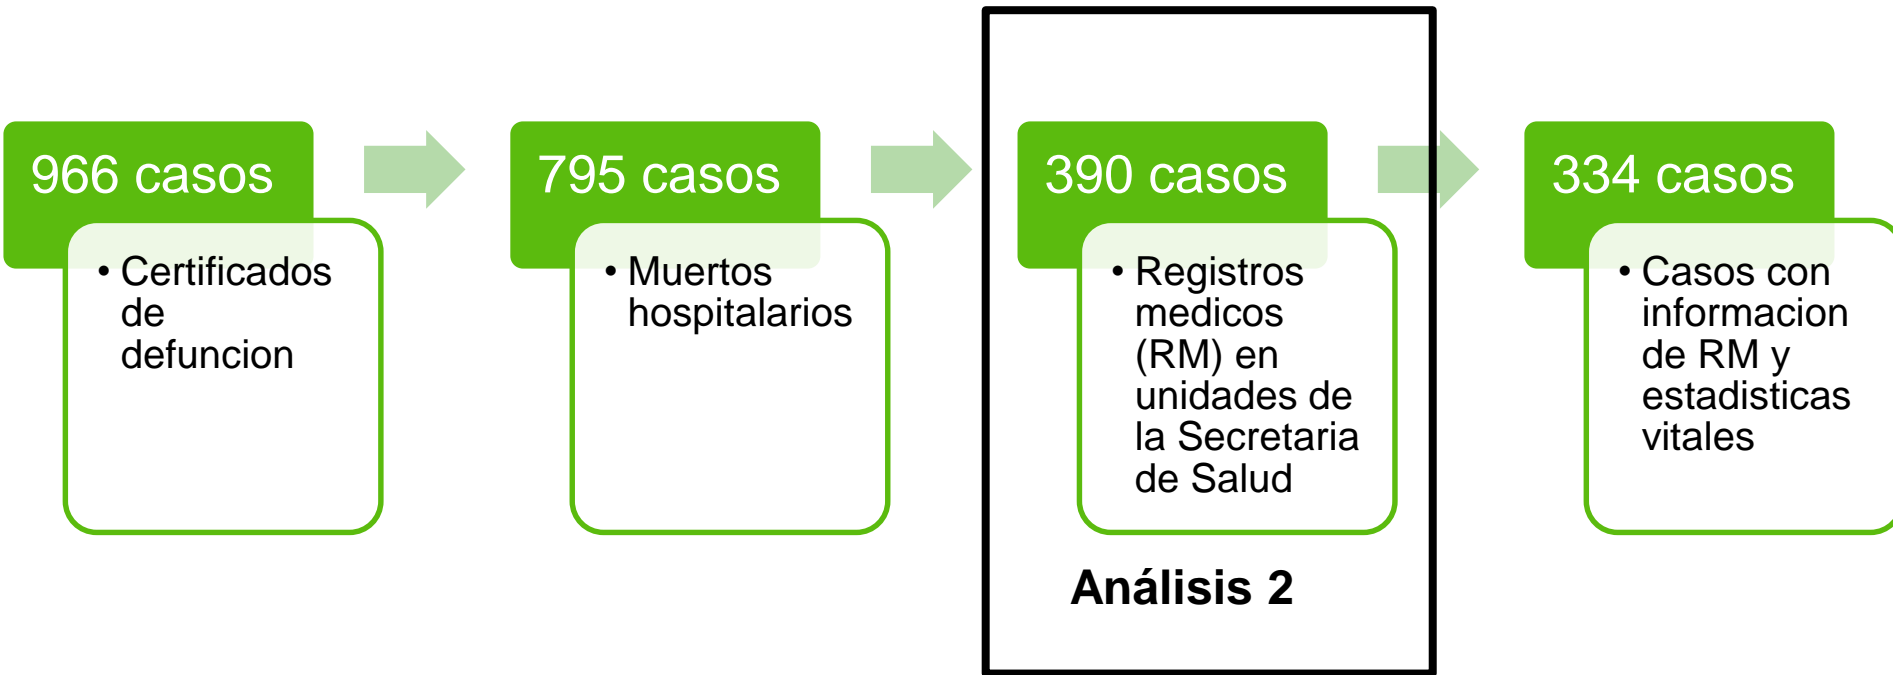 966 casos
• Certificados
de
defuncion
795 casos
• Muertos
hospitalarios
390 casos
• Registros
medicos
(RM) en
unidades de
la Secretaria
de Salud
Análisis 2
334 casos
• Casos con
informacion
de RM y
estadisticas
vitales